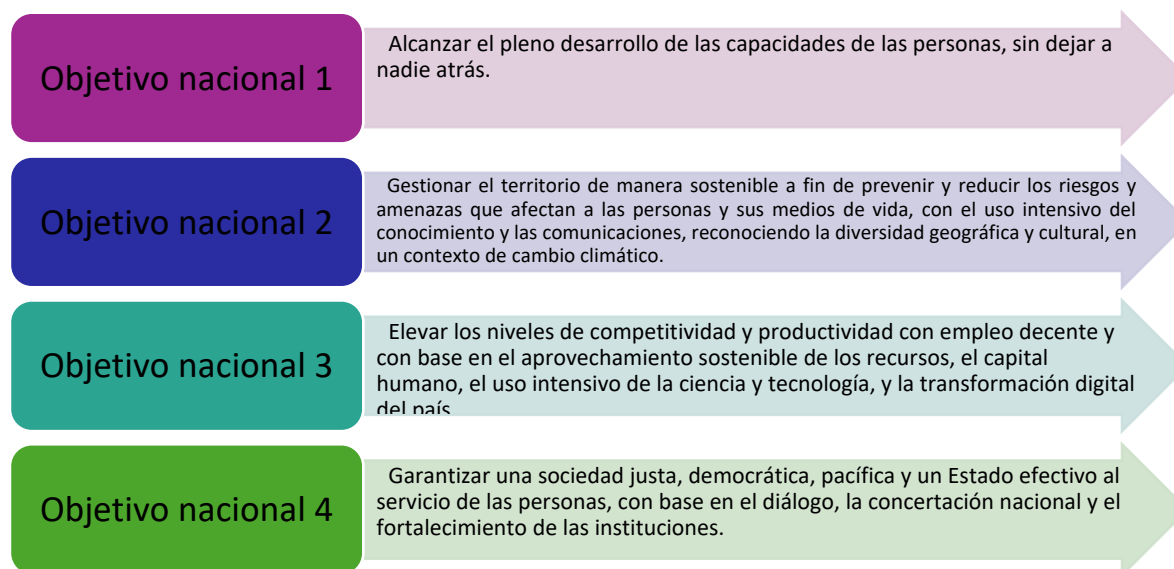 Objetivo nacional 1
Alcanzar el pleno desarrollo de las capacidades de las personas, sin dejar a
nadie atrás.
Objetivo nacional 2
Gestionar el territorio de manera sostenible a fin de prevenir y reducir los riesgos y
amenazas que afectan a las personas y sus medios de vida, con el uso intensivo del
conocimiento y las comunicaciones, reconociendo la diversidad geográfica y cultural, en
un contexto de cambio climático.
Objetivo nacional 3
Elevar los niveles de competitividad y productividad con empleo decente y
con base en el aprovechamiento sostenible de los recursos, el capital
humano, el uso intensivo de la ciencia y tecnología, y la transformación digital
del país
Objetivo nacional 4
Garantizar una sociedad justa, democrática, pacífica y un Estado efectivo al
servicio de las personas, con base en el diálogo, la concertación nacional y el
fortalecimiento de las instituciones.